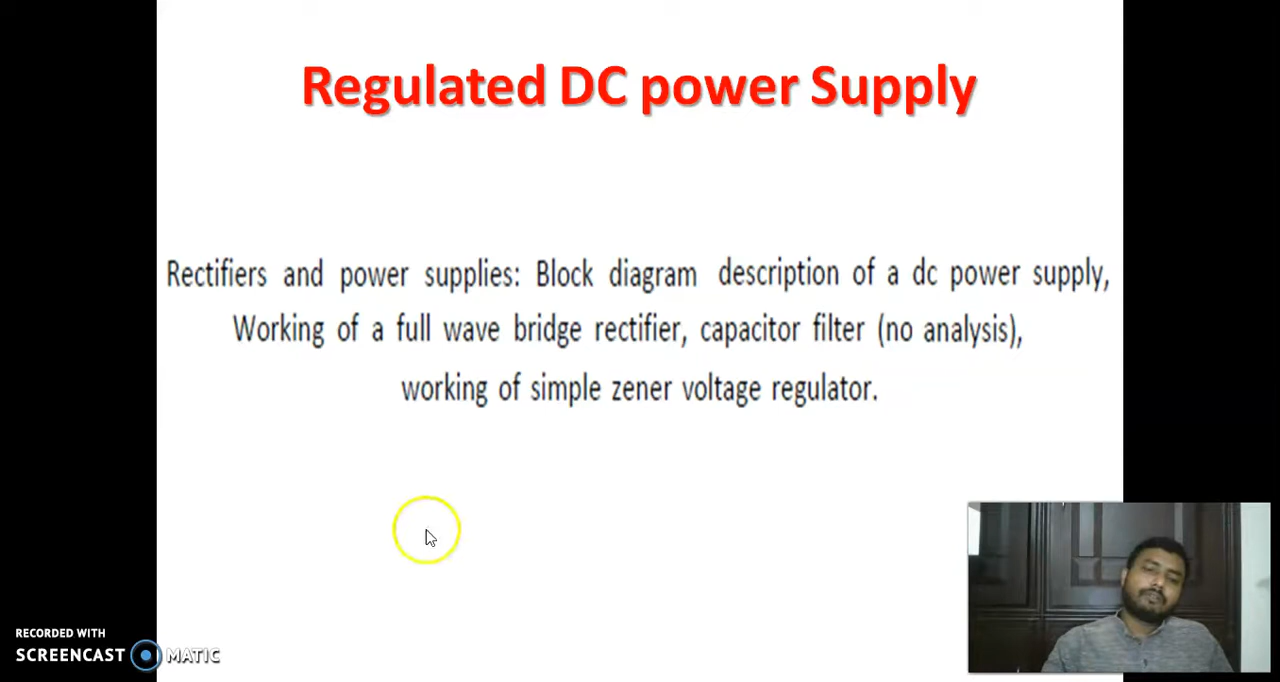 Regulated DC power Supply
Rectifiers and power supplies: Block diagram description of a dc power supply,
Working of a full wave bridge rectifier, capacitor filter (no analysis),
working of simple zener voltage regulator.
RECORDED WITH
SCREENCAST MATIC